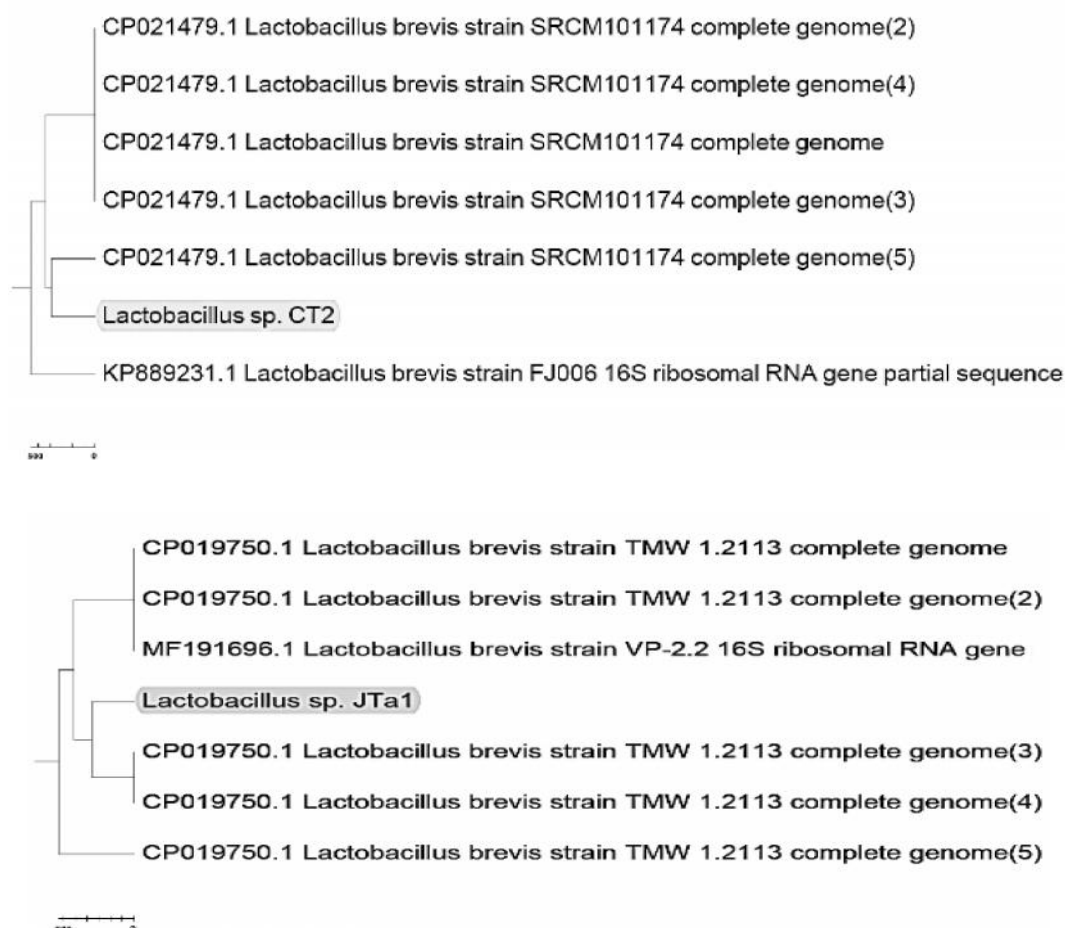 CP021479.1 Lactobacillus brevis strain SRCM101174 complete genome(2)
CP021479.1 Lactobacillus brevis strain SRCM101174 complete genome(4)
CP021479.1 Lactobacillus brevis strain SRCM101174 complete genome
CP021479.1 Lactobacillus brevis strain SRCM101174 complete genome(3)
CP021479.1 Lactobacillus brevis strain SRCM101174 complete genome(5)
Lactobacillus sp. CT2
KP889231.1 Lactobacillus brevis strain FJ006 16S ribosomal RNA gene partial sequence
0
CP019750.1 Lactobacillus brevis strain TMW 1.2113 complete genome
CP019750.1 Lactobacillus brevis strain TMW 1.2113 complete genome(2)
MF191696.1 Lactobacillus brevis strain VP-2.2 16S ribosomal RNA gene
Lactobacillus sp. JTa1
CP019750.1 Lactobacillus brevis strain TMW 1.2113 complete genome(3)
CP019750.1 Lactobacillus brevis strain TMW 1.2113 complete genome(4)
CP019750.1 Lactobacillus brevis strain TMW 1.2113 complete genome(5)